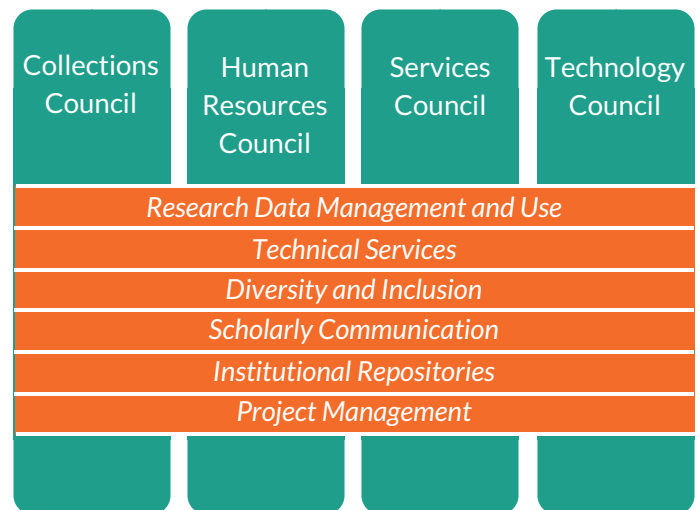 Collections
Council
Human
Resources
Council
Services
Council
Technology
Council
Research Data Management and Use
Technical Services
Diversity and Inclusion
Scholarly Communication
Institutional Repositories
Project Management